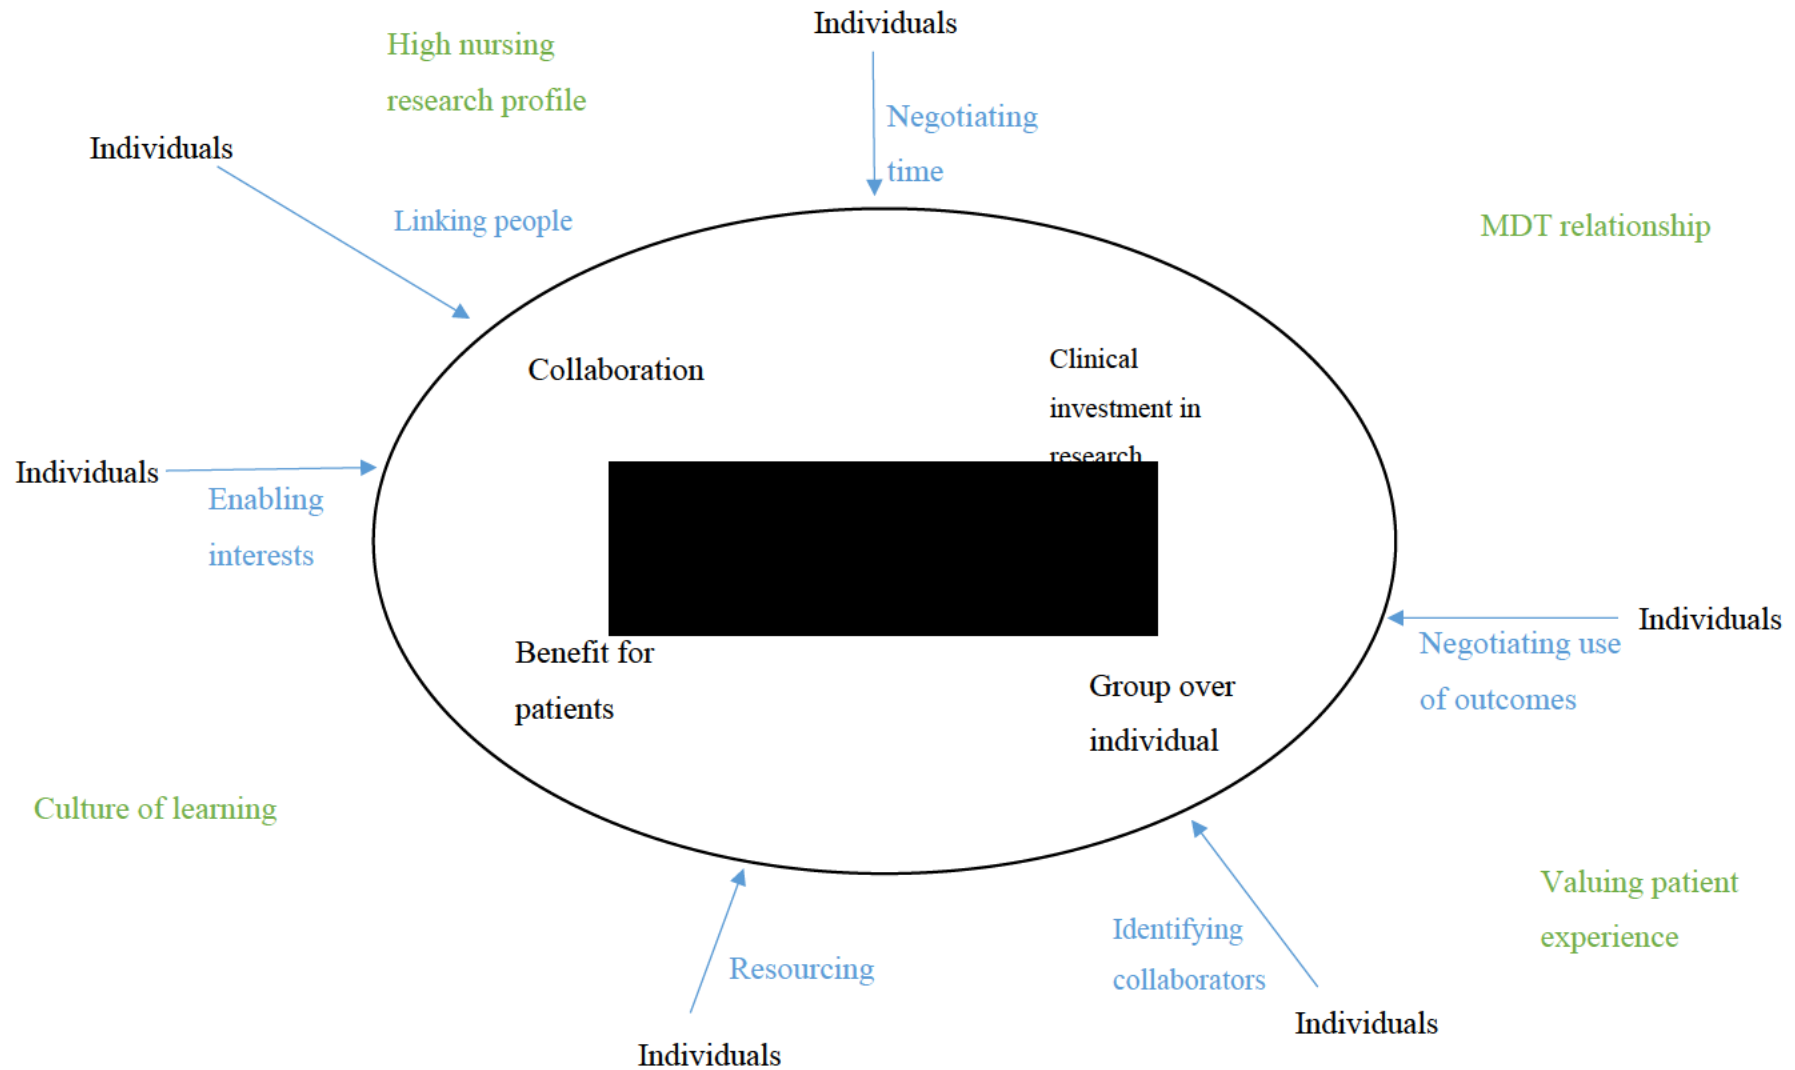 Individuals
High nursing
research profile
Negotiating
time
Individuals
Linking people
MDT relationship
Collaboration
Clinical
investment in
research
Individuals
Enabling
interests
Individuals
Negotiating use
of outcomes
Benefit for
patients
Group over
individual
Culture of learning
Valuing patient
experience
Identifying
collaborators
Resourcing
Individuals
Individuals